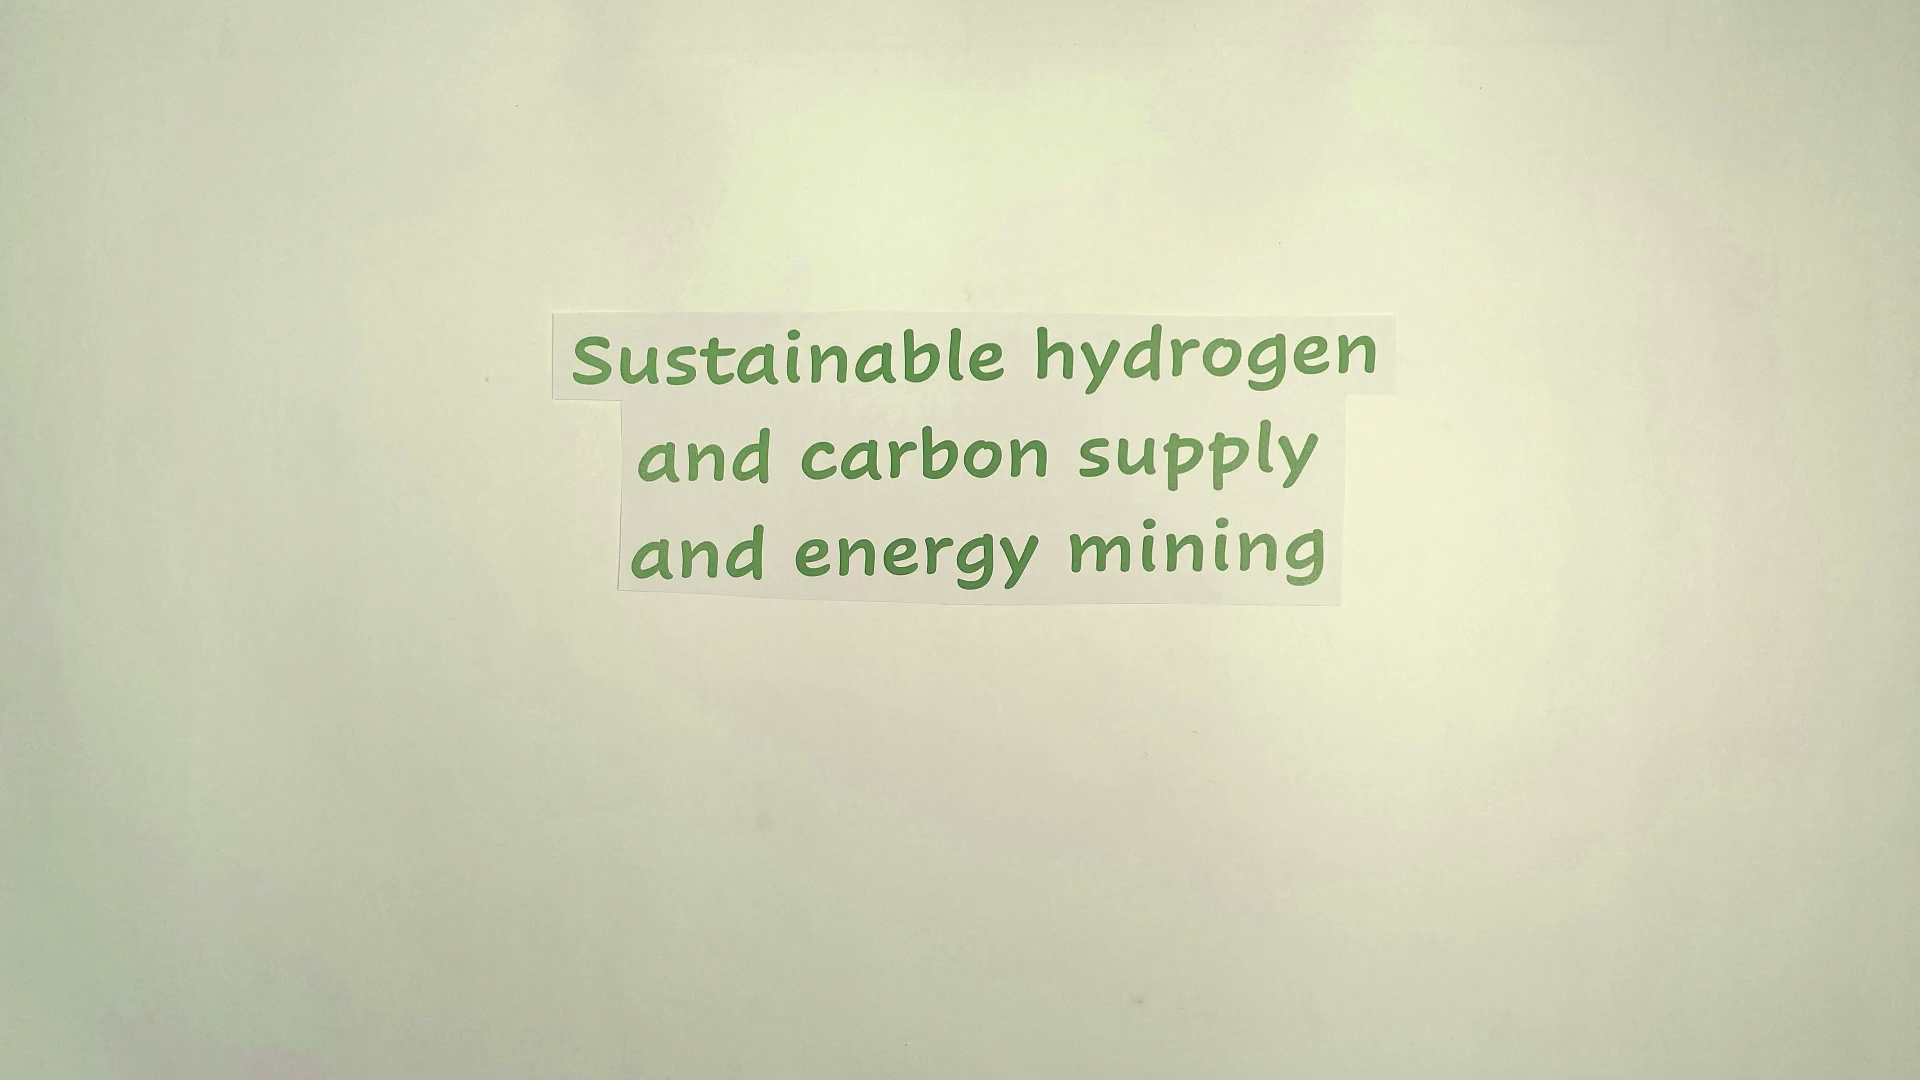 Sustainable hydrogen
and carbon supply
and energy mining